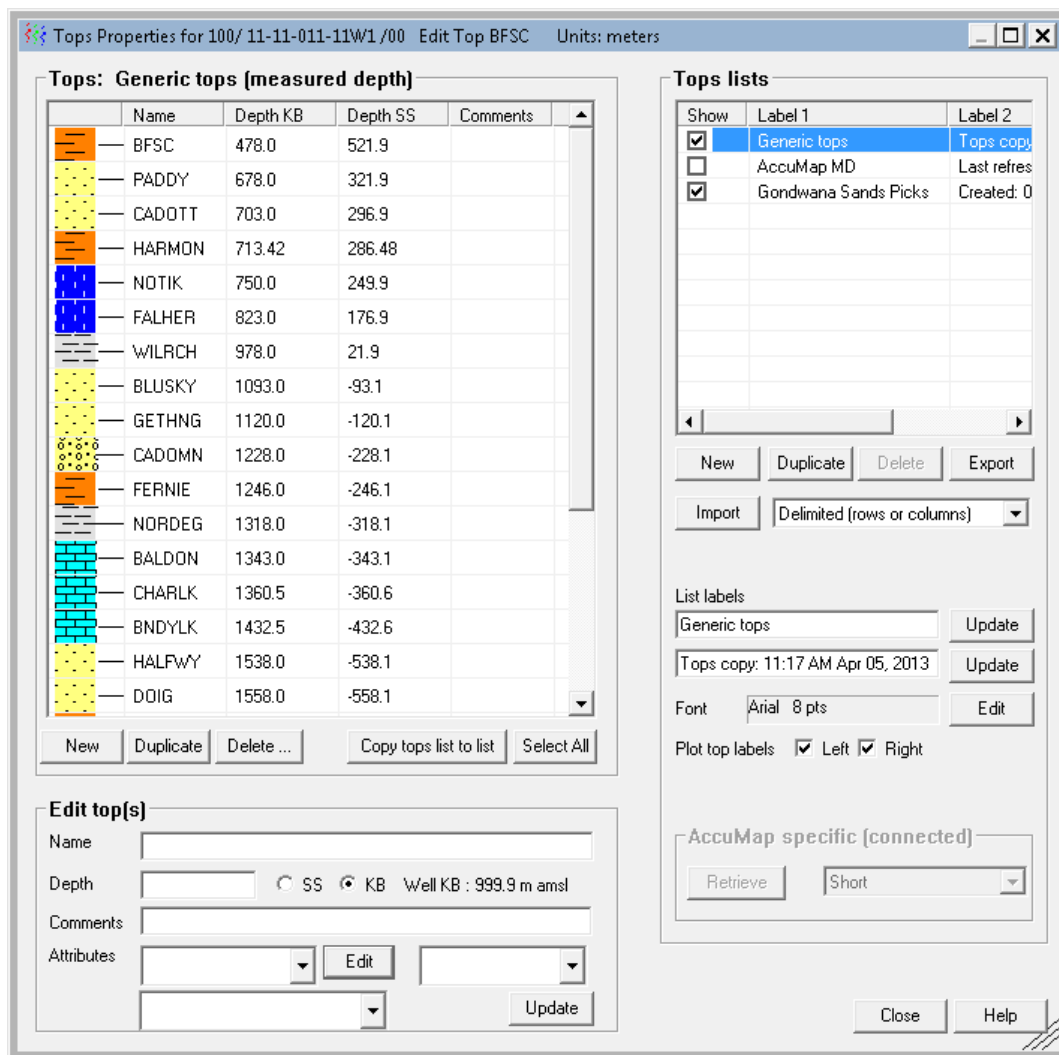 Tops Properties for 100/ 11-11-011-11W1 /00 Edit Top BFSC Units: meters
Tops: Generic tops (measured depth)
Name Depth KB Depth SS Comments
BFSC 478.0 521.9
PADDY 678.0 321.9
CADOTT 703.0 296.9
HARMON 713.42 286.48
NOTIK 750.0 249.9
FALHER 823.0 176.9
WILRCH 978.0 21.9
BLUSKY 1093.0 -93.1
GETHNG 1120.0 -120.1
CADOMN 1228.0 -228.1
FERNIE 1246.0 -246.1
NORDEG 1318.0 -318.1
BALDON 1343.0 -343.1
CHARLK 1360.5 -360.6
BNDYLK 1432.5 -432.6
HALFWY 1538.0 -538.1
DOIG 1558.0 -558.1
New Duplicate Delete ... Copy tops list to list Select All
Edit top(s)
Name
Depth SS KB Well KB : 999.9 m amsl
Comments
Attributes Edit
Update
Tops lists
Show Label 1 Label 2
Generic tops Tops copy
AccuMap MD Last refres
Gondwana Sands Picks Created: 0
New Duplicate Delete Export
Import Delimited (rows or columns)
List labels
Generic tops Update
Tops copy: 11:17 AM Apr 05, 2013 Update
Font Arial 8 pts Edit
Plot top labels Left Right
AccuMap specific (connected)
Retrieve Short
Close Help